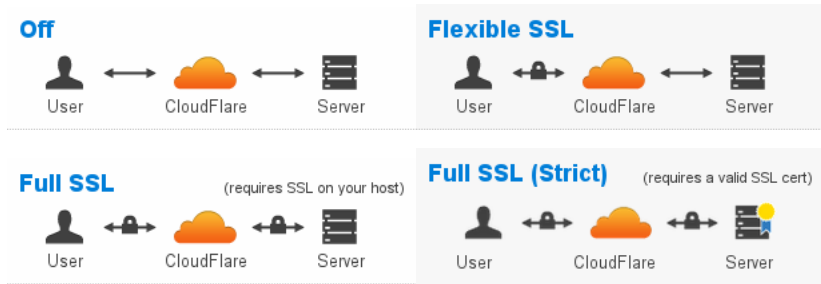 Off
User CloudFlare Server
Flexible SSL
User CloudFlare Server
Full SSL (requires SSL on your host)
User CloudFlare Server
Full SSL (Strict) (requires a valid SSL cert)
User CloudFlare Server